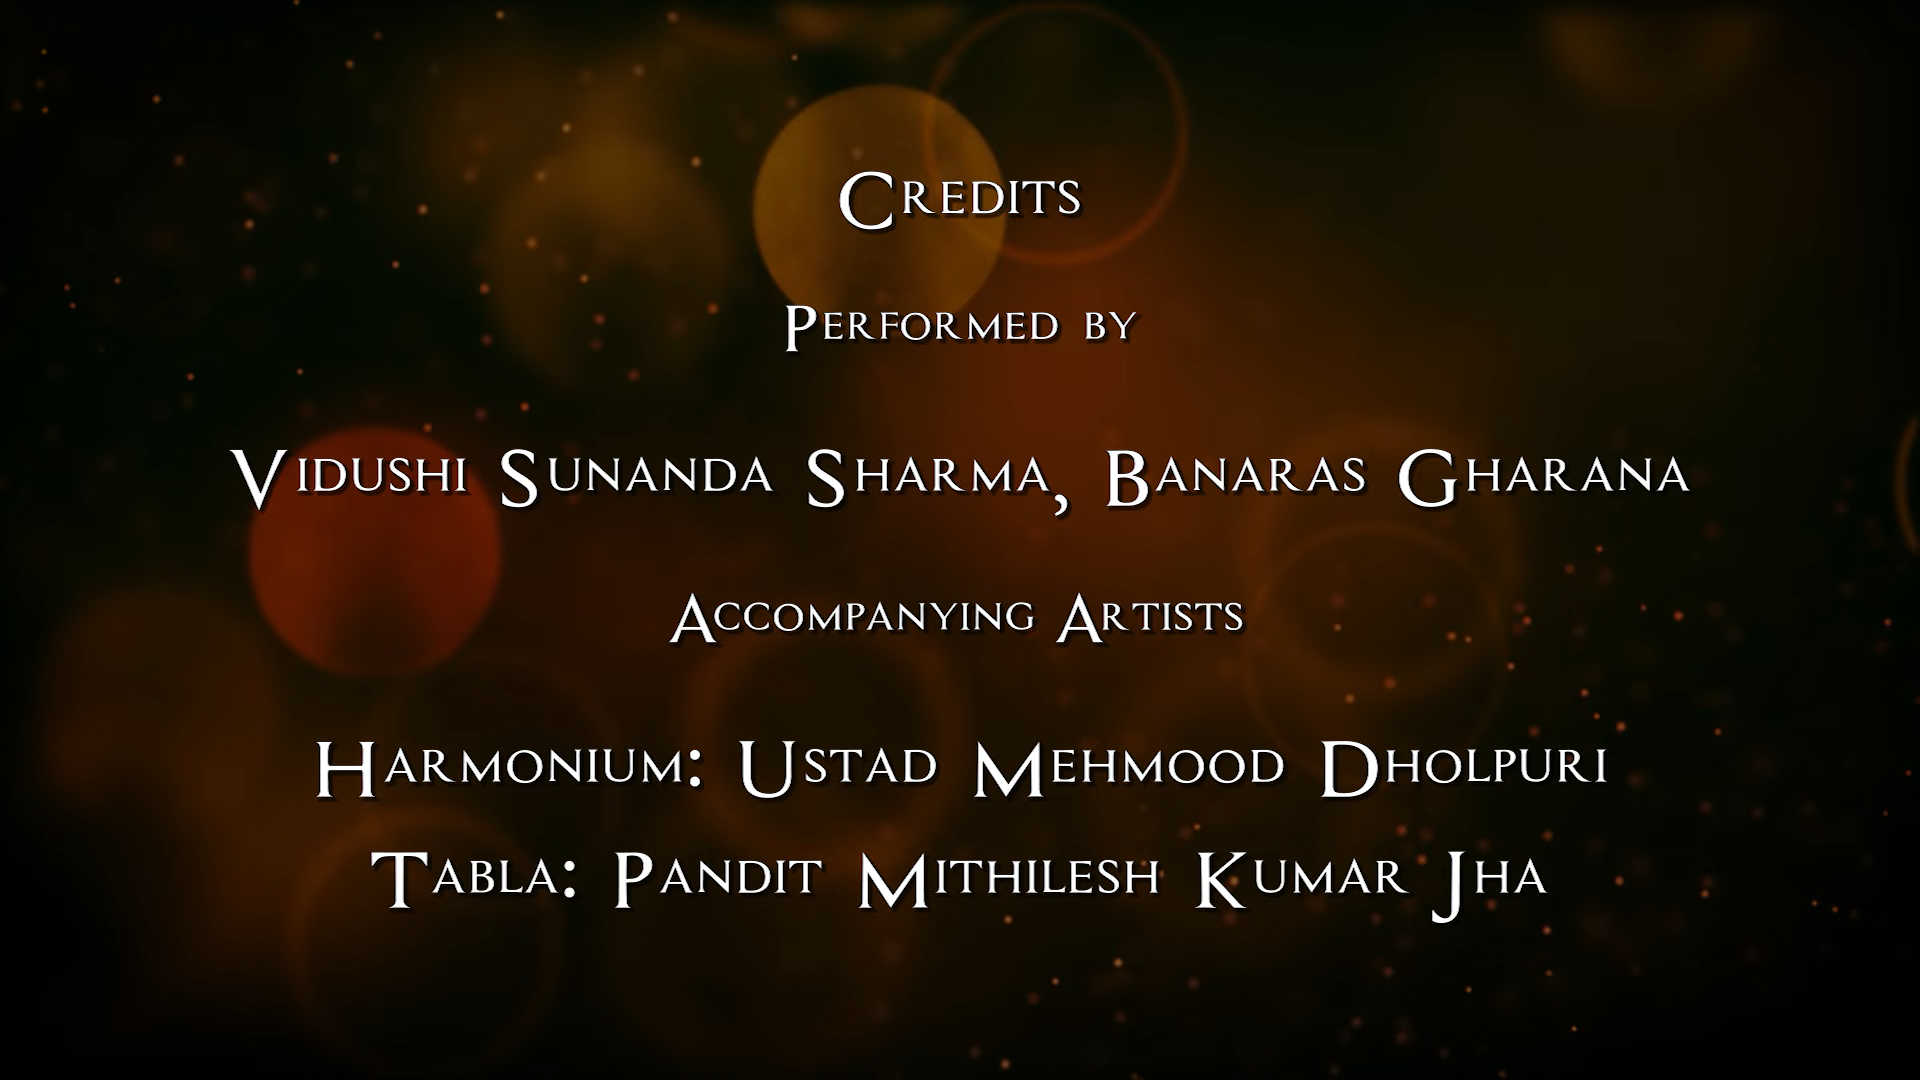 Credits
Performed by
Vidushi Sunanda Sharma, Banaras Gharana
Accompanying Artists
Harmonium: Ustad Mehmood Dholpuri
Tabla: Pandit Mithilesh Kumar Jha